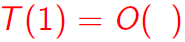 T(1) = O( )